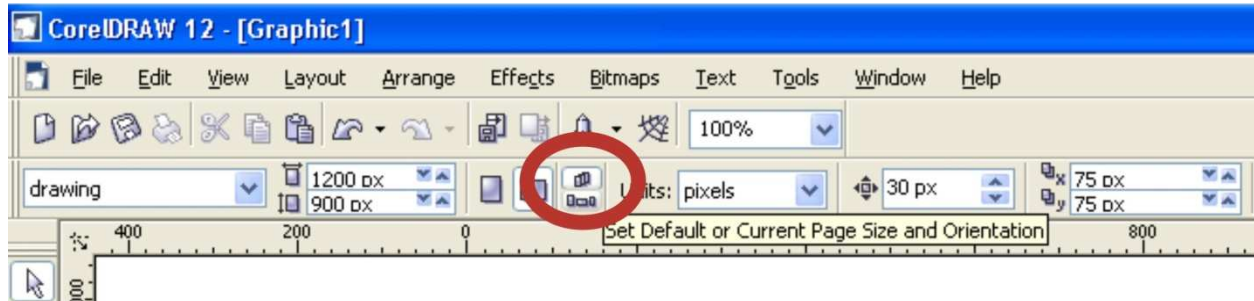 CorelDRAW 12 - [Graphic1]
File Edit View Layout Arrange Effects Bitmaps Text Tools Window Help
100%
drawing 1200 px pixels 30 px x 75 px
900 px y 75 px
Set Default or Current Page Size and Orientation
400 200 0 800